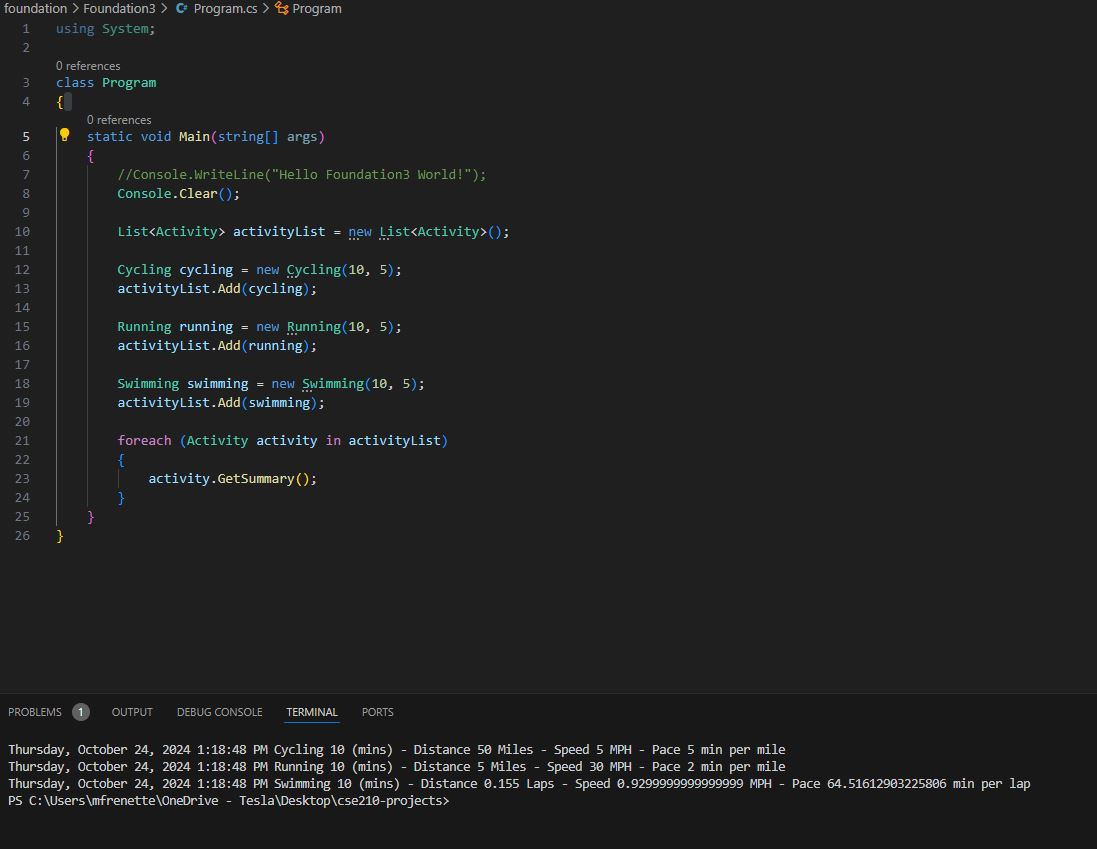 foundation > Foundation3 > Program.cs > Program
1 using System;
2
0 references
3 class Program
4 {
0 references
5 static void Main(string[] args)
6 {
7 //Console.WriteLine("Hello Foundation3 World!");
8 Console.Clear();
9
10 List<Activity> activityList = new List<Activity>();
11
12 Cycling cycling = new Cycling(10, 5);
13 activityList.Add(cycling);
14
15 Running running = new Running(10, 5);
16 activityList.Add(running);
17
18 Swimming swimming = new Swimming(10, 5);
19 activityList.Add(swimming);
20
21 foreach (Activity activity in activityList)
22 {
23 activity.GetSummary();
24 }
25 }
26 }
PROBLEMS 1 OUTPUT DEBUG CONSOLE TERMINAL PORTS
Thursday, October 24, 2024 1:18:48 PM Cycling 10 (mins) - Distance 50 Miles - Speed 5 MPH - Pace 5 min per mile
Thursday, October 24, 2024 1:18:48 PM Running 10 (mins) - Distance 5 Miles - Speed 30 MPH - Pace 2 min per mile
Thursday, October 24, 2024 1:18:48 PM Swimming 10 (mins) - Distance 0.155 Laps - Speed 0.9299999999999999 MPH - Pace 64.51612903225806 min per lap
PS C:\Users\mfrenette\OneDrive - Tesla\Desktop\cse210-projects>